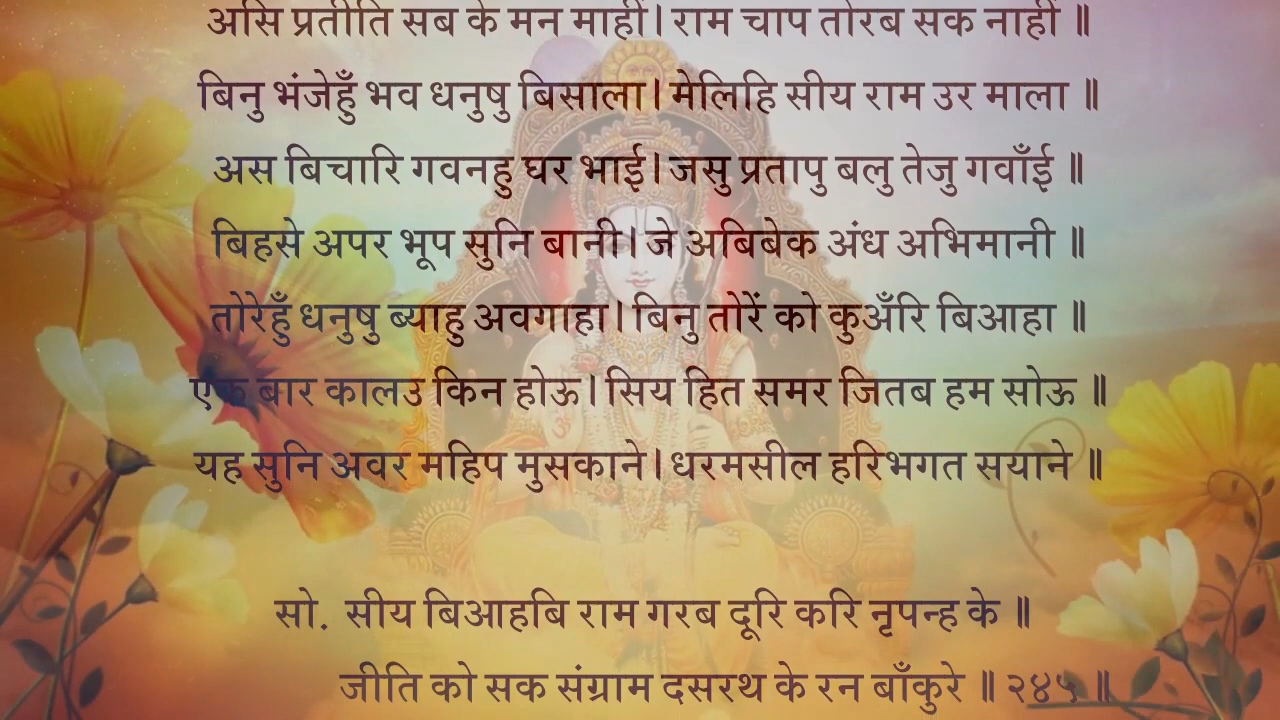 असि प्रतीति सब के मन माहीं। राम चाप तोरब सक नाहीं ॥
बिनु भंजेहुँ भव धनुषु बिसाला। मेलिहि सीय राम उर माला ॥
अस बिचारि गवनहु घर भाई। जसु प्रतापु बलु तेजु गवाँई ॥
बिहसे अपर भूप सुनि बानी। जे अबिबेक अंध अभिमानी ॥
तोरेहुँ धनुषु ब्याहु अवगाहा। बिनु तोरें को कुअँरि बिआहा ॥
एक बार कालउ किन होऊ। सिय हित समर जितब हम सोऊ ॥
यह सुनि अवर महिप मुसकाने। धरमसील हरिभगत सयाने ॥
सो. सीय बिआहबि राम गरब दूरि करि नृपन्ह के ॥
जीति को सक संग्राम दसरथ के रन बाँकुरे ॥ २४५ ॥